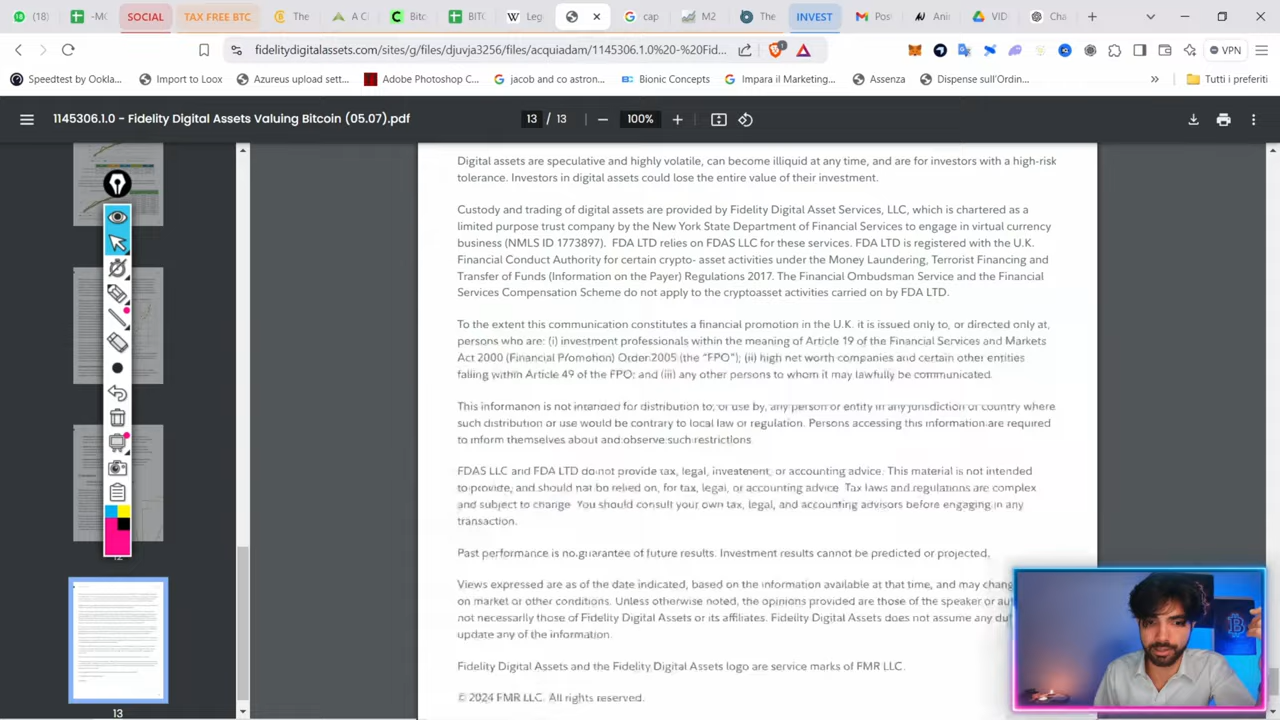 (18)
SOCIAL
TAX FREE BTC
The
A C
Bitc
BITC
Leg
cap
M2
The
INVEST
Pos
Ani
VID
Cha
fidelitydigitalassets.com/sites/g/files/djuvja3256/files/acquiadam/1145306.1.0%20-%20Fid...
VPN
Speedtest by Ookla...
Import to Loox
Azureus upload sett...
Adobe Photoshop C...
jacob and co astron...
Bionic Concepts
Impara il Marketing...
Assenza
Dispense sull'Ordin...
Tutti i preferiti
1145306.1.0 - Fidelity Digital Assets Valuing Bitcoin (05.07).pdf
13 / 13
100%
Digital assets are speculative and highly volatile, can become illiquid at any time, and are for investors with a high-risk
tolerance. Investors in digital assets could lose the entire value of their investment.
Custody and trading of digital assets are provided by Fidelity Digital Asset Services, LLC, which is chartered as a
limited purpose trust company by the New York State Department of Financial Services to engage in virtual currency
business (NMLS ID 1773897). FDA LTD relies on FDAS LLC for these services. FDA LTD is registered with the U.K.
Financial Conduct Authority for certain crypto- asset activities under the Money Laundering, Terrorist Financing and
Transfer of Funds (Information on the Payer) Regulations 2017. The Financial Ombudsman Service and the Financial
Services Compensation Scheme do not apply to the cryptoasset activities carried on by FDA LTD.
To the extent this communication constitutes a financial promotion in the U.K. it is issued only to, or directed only at,
persons who are: (i) investment professionals within the meaning of Article 19 of the Financial Services and Markets
Act 2000 (Financial Promotion) Order 2005 (the "FPO"); (ii) high net worth companies and certain other entities
falling within Article 49 of the FPO; and (iii) any other persons to whom it may lawfully be communicated.
This information is not intended for distribution to, or use by, any person or entity in any jurisdiction or country where
such distribution or use would be contrary to local law or regulation. Persons accessing this information are required
to inform themselves about and observe such restrictions.
FDAS LLC and FDA LTD do not provide tax, legal, investment, or accounting advice. This material is not intended
to provide, and should not be relied on, for tax, legal, or accounting advice. Tax laws and regulations are complex
and subject to change. You should consult your own tax, legal, and accounting advisors before engaging in any
transaction.
Past performance is no guarantee of future results. Investment results cannot be predicted or projected.
Views expressed are as of the date indicated, based on the information available at that time, and may chang
on market or other conditions. Unless otherwise noted, the opinions provided are those of the speaker or au
not necessarily those of Fidelity Digital Assets or its affiliates. Fidelity Digital Assets does not assume any du
update any of the information.
Fidelity Digital Assets and the Fidelity Digital Assets logo are service marks of FMR LLC.
© 2024 FMR LLC. All rights reserved.
12
13